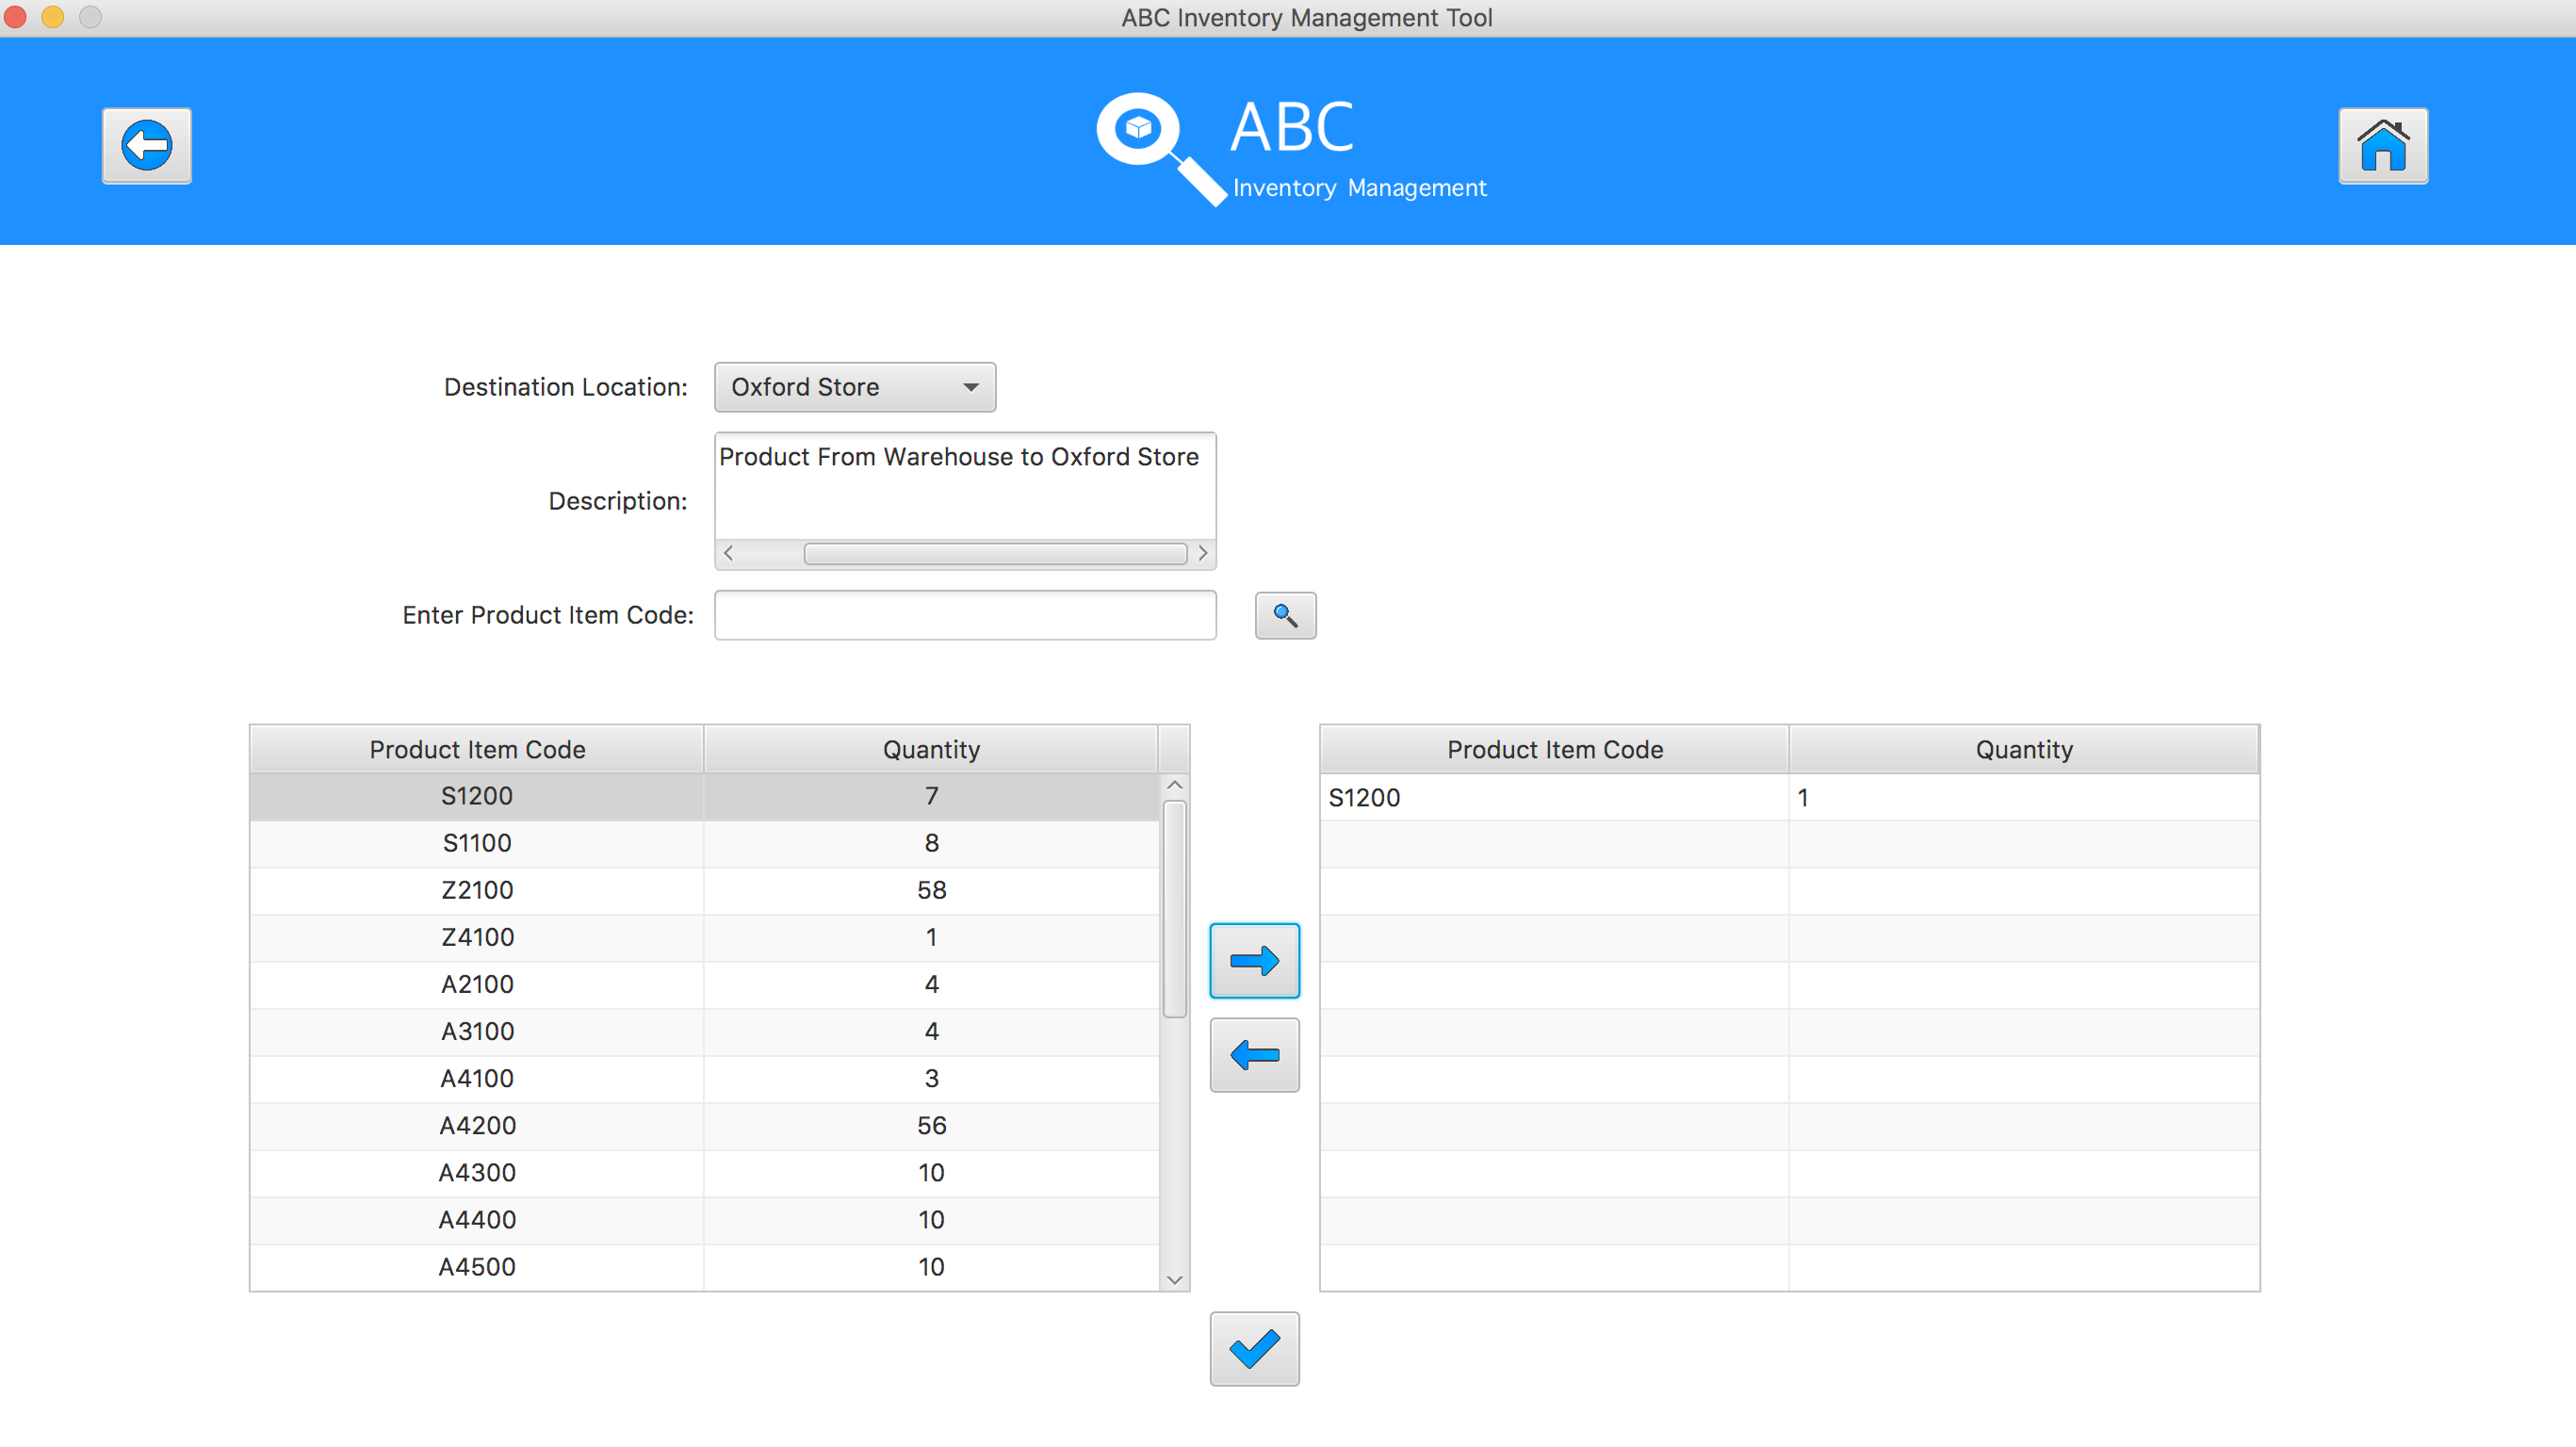 ABC Inventory Management Tool
ABC
Inventory Management
Destination Location: Oxford Store
Description: Product From Warehouse to Oxford Store
Enter Product Item Code:
Product Item Code Quantity
S1200 7
S1100 8
Z2100 58
Z4100 1
A2100 4
A3100 4
A4100 3
A4200 56
A4300 10
A4400 10
A4500 10
Product Item Code Quantity
S1200 1